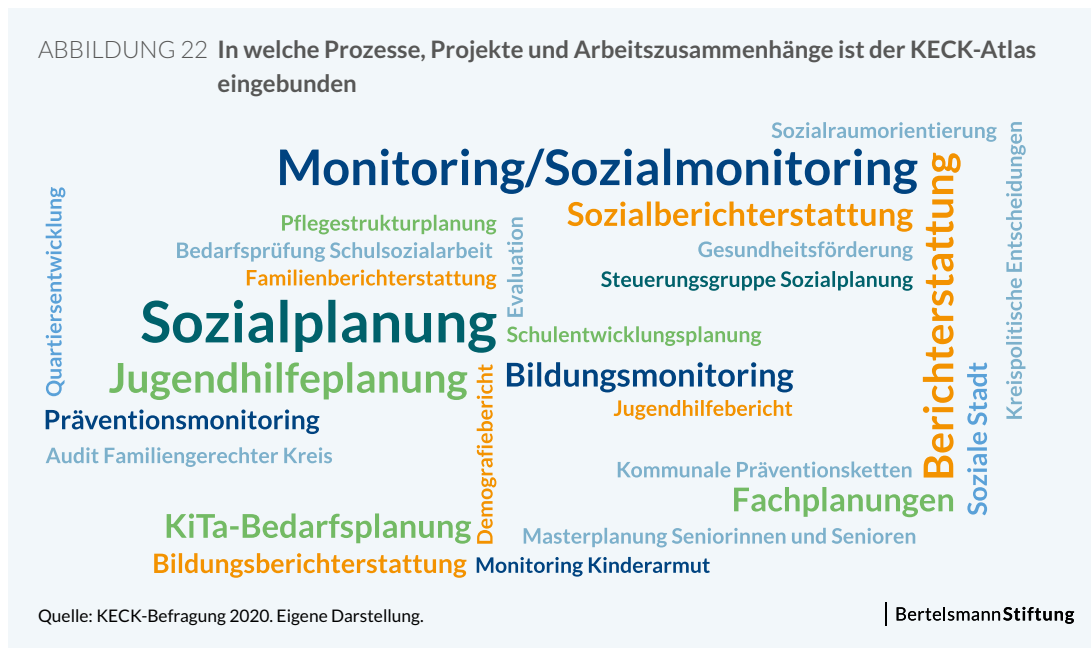 ABBILDUNG 22 In welche Prozesse, Projekte und Arbeitszusammenhänge ist der KECK-Atlas
eingebunden
Sozialraumorientierung
Kreispolitische Entscheidungen
Monitoring/Sozialmonitoring
Berichterstattung
Quartiersentwicklung
Pflegestrukturplanung
Evaluation
Sozialberichterstattung
Bedarfsprüfung Schulsozialarbeit
Gesundheitsförderung
Familienberichterstattung
Steuerungsgruppe Sozialplanung
Sozialplanung
Schulentwicklungsplanung
Jugendhilfeplanung
Demografiebericht
Bildungsmonitoring
Soziale Stadt
Jugendhilfebericht
Präventionsmonitoring
Audit Familiengerechter Kreis
Kommunale Präventionsketten
Fachplanungen
KiTa-Bedarfsplanung
Masterplanung Seniorinnen und Senioren
Bildungsberichterstattung
Monitoring Kinderarmut
Quelle: KECK-Befragung 2020. Eigene Darstellung.
BertelsmannStiftung